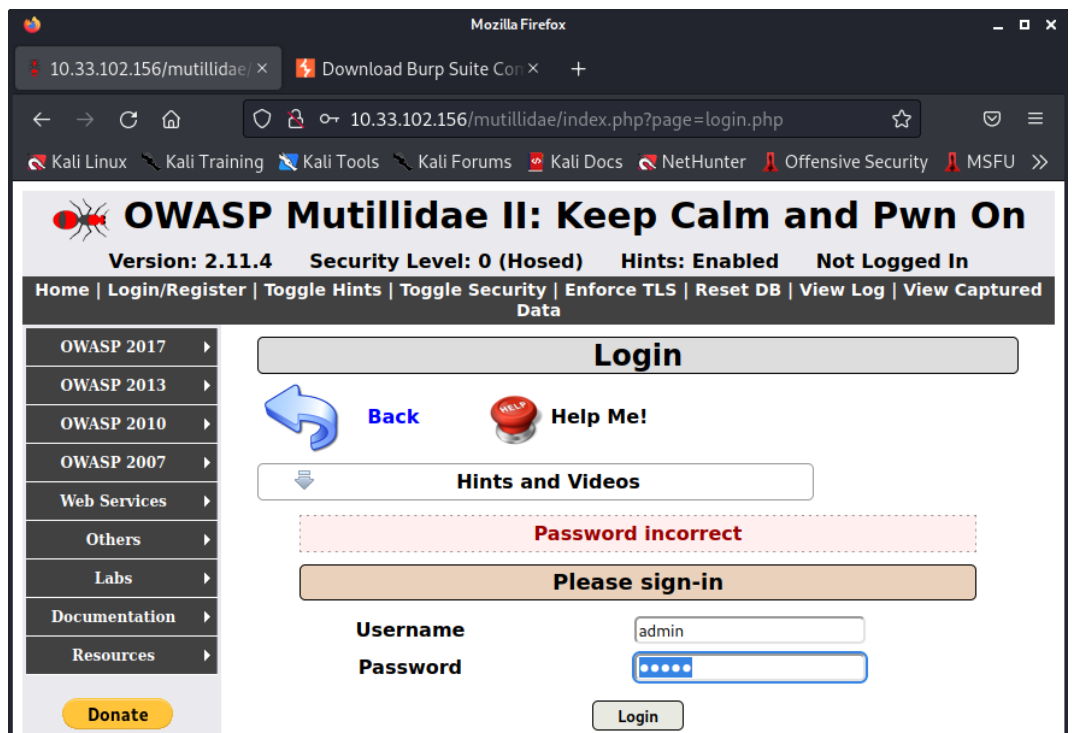 Mozilla Firefox
10.33.102.156/mutillidae/
Download Burp Suite Com
10.33.102.156/mutillidae/index.php?page=login.php
Kali Linux Kali Training Kali Tools Kali Forums Kali Docs NetHunter Offensive Security MSFU
OWASP Mutillidae II: Keep Calm and Pwn On
Version: 2.11.4 Security Level: 0 (Hosed) Hints: Enabled Not Logged In
Home | Login/Register | Toggle Hints | Toggle Security | Enforce TLS | Reset DB | View Log | View Captured
Data
OWASP 2017
OWASP 2013
OWASP 2010
OWASP 2007
Web Services
Others
Labs
Documentation
Resources
Donate
Login
Back
HELP
Help Me!
Hints and Videos
Password incorrect
Please sign-in
Username admin
Password •••••
Login